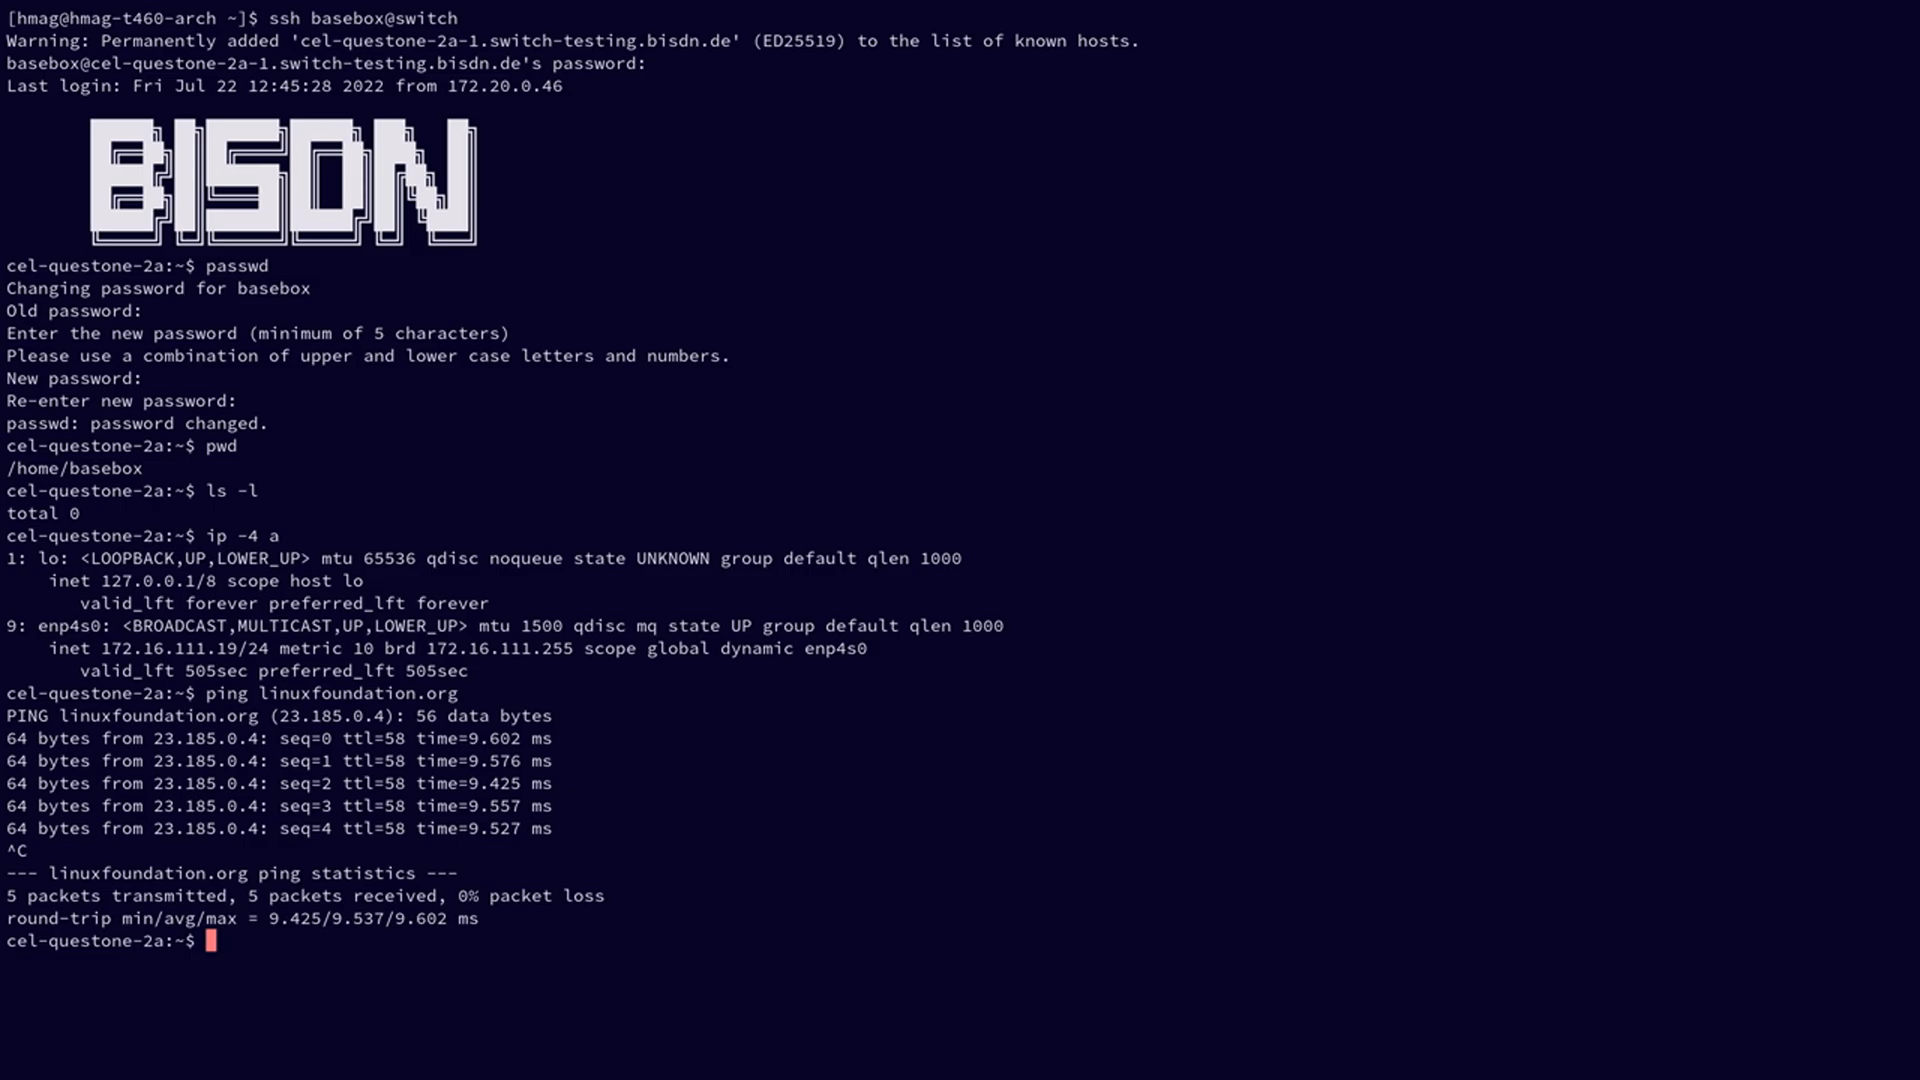 [hmag@hmag-t460-arch ~]$ ssh basebox@switch
Warning: Permanently added 'cel-questone-2a-1.switch-testing.bisdn.de' (ED25519) to the list of known hosts.
basebox@cel-questone-2a-1.switch-testing.bisdn.de's password:
Last login: Fri Jul 22 12:45:28 2022 from 172.20.0.46
BISDN
cel-questone-2a:~$ passwd
Changing password for basebox
Old password:
Enter the new password (minimum of 5 characters)
Please use a combination of upper and lower case letters and numbers.
New password:
Re-enter new password:
passwd: password changed.
cel-questone-2a:~$ pwd
/home/basebox
cel-questone-2a:~$ ls -l
total 0
cel-questone-2a:~$ ip -4 a
1: lo: <LOOPBACK,UP,LOWER_UP> mtu 65536 qdisc noqueue state UNKNOWN group default qlen 1000
    inet 127.0.0.1/8 scope host lo
       valid_lft forever preferred_lft forever
9: enp4s0: <BROADCAST,MULTICAST,UP,LOWER_UP> mtu 1500 qdisc mq state UP group default qlen 1000
    inet 172.16.111.19/24 metric 10 brd 172.16.111.255 scope global dynamic enp4s0
       valid_lft 505sec preferred_lft 505sec
cel-questone-2a:~$ ping linuxfoundation.org
PING linuxfoundation.org (23.185.0.4): 56 data bytes
64 bytes from 23.185.0.4: seq=0 ttl=58 time=9.602 ms
64 bytes from 23.185.0.4: seq=1 ttl=58 time=9.576 ms
64 bytes from 23.185.0.4: seq=2 ttl=58 time=9.425 ms
64 bytes from 23.185.0.4: seq=3 ttl=58 time=9.557 ms
64 bytes from 23.185.0.4: seq=4 ttl=58 time=9.527 ms
^C
--- linuxfoundation.org ping statistics ---
5 packets transmitted, 5 packets received, 0% packet loss
round-trip min/avg/max = 9.425/9.537/9.602 ms
cel-questone-2a:~$